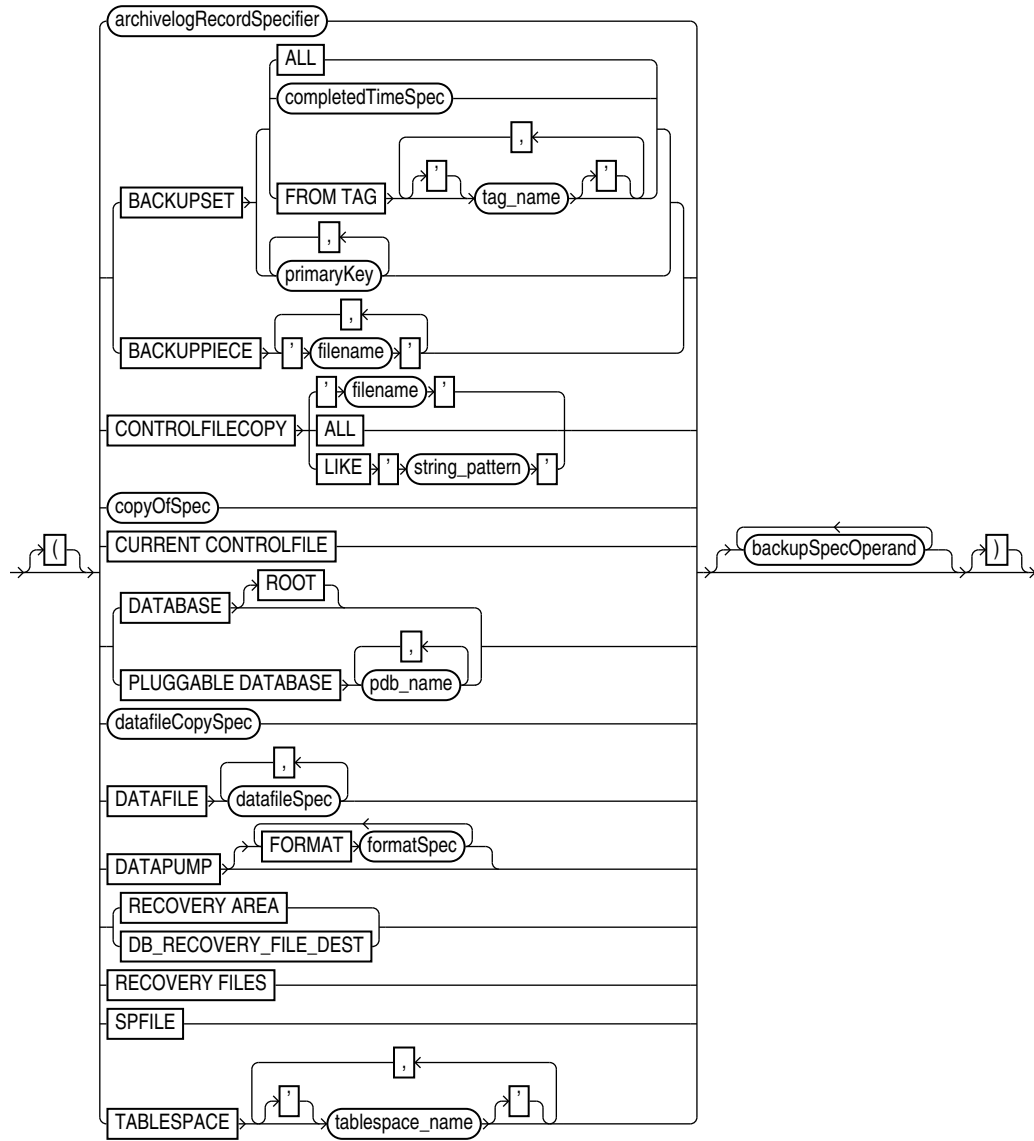 archivelogRecordSpecifier
ALL
completedTimeSpec
,
BACKUPSET FROM TAG ' tag_name '
,
primaryKey
,
BACKUPPIECE ' filename '
' filename '
CONTROLFILECOPY ALL
LIKE ' string_pattern '
copyOfSpec
( CURRENT CONTROLFILE backupSpecOperand )
ROOT
DATABASE
,
PLUGGABLE DATABASE pdb_name
datafileCopySpec
,
DATAFILE datafileSpec
FORMAT formatSpec
DATAPUMP
RECOVERY AREA
DB_RECOVERY_FILE_DEST
RECOVERY FILES
SPFILE
,
TABLESPACE ' tablespace_name '